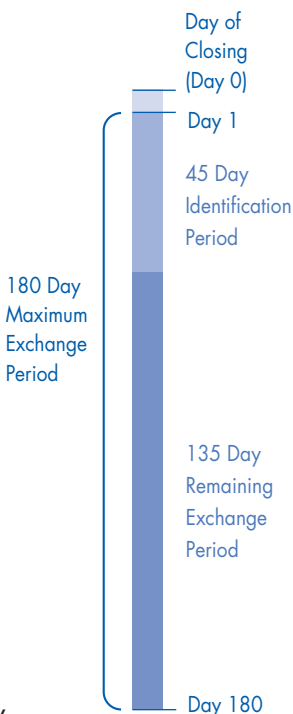 Day of
Closing
(Day 0)
Day 1
45 Day
Identification
Period
180 Day
Maximum
Exchange
Period
135 Day
Remaining
Exchange
Period
Day 180